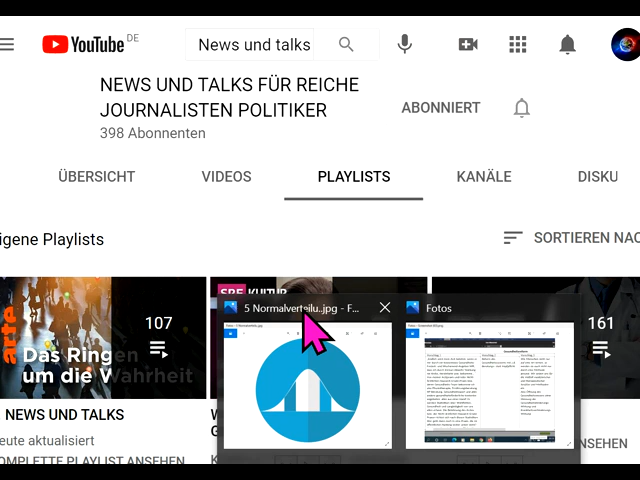 YouTube DE
News und talks
NEWS UND TALKS FÜR REICHE
JOURNALISTEN POLITIKER
398 Abonnenten
ABONNIERT
ÜBERSICHT
VIDEOS
PLAYLISTS
KANÄLE
DISKU
igene Playlists
SORTIEREN NAC
SRF KULTUR
arte
Das Ringen
um die Wahrheit
107
161
5 Normalverteilu..jpg - F...
Fotos
NEWS UND TALKS
eute aktualisiert
OMPLETTE PLAYLIST ANSEHEN
W
G
K
NSEHEN